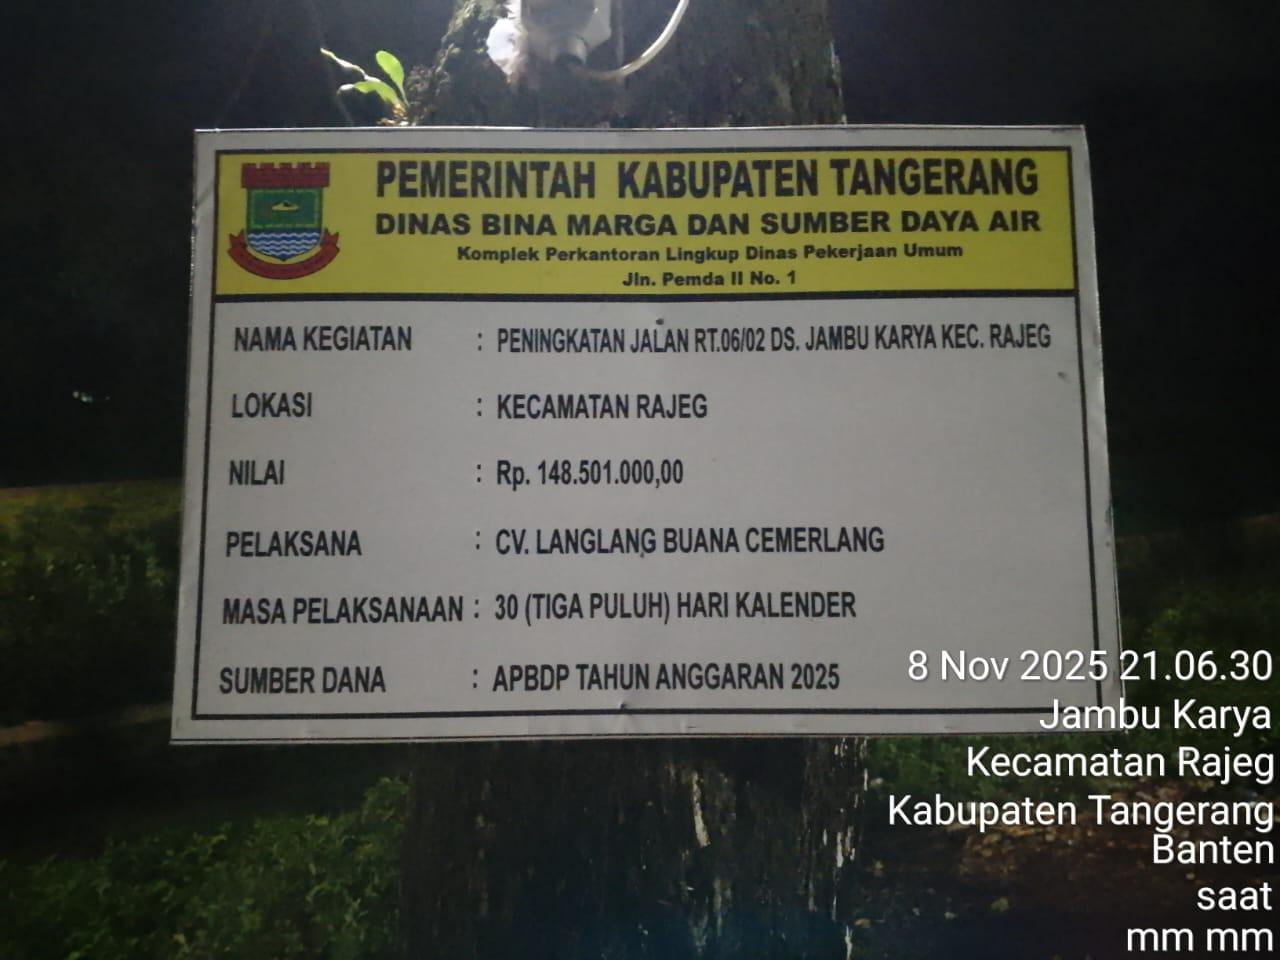 PEMERINTAH KABUPATEN TANGERANG
DINAS BINA MARGA DAN SUMBER DAYA AIR
Komplek Perkantoran Lingkup Dinas Pekerjaan Umum
Jln. Pemda II No. 1
NAMA KEGIATAN : PENINGKATAN JALAN RT.06/02 DS. JAMBU KARYA KEC. RAJEG
LOKASI : KECAMATAN RAJEG
NILAI : Rp. 148.501.000,00
PELAKSANA : CV. LANGLANG BUANA CEMERLANG
MASA PELAKSANAAN : 30 (TIGA PULUH) HARI KALENDER
SUMBER DANA : APBDP TAHUN ANGGARAN 2025
8 Nov 2025 21.06.30
Jambu Karya
Kecamatan Rajeg
Kabupaten Tangerang
Banten
saat
mm mm